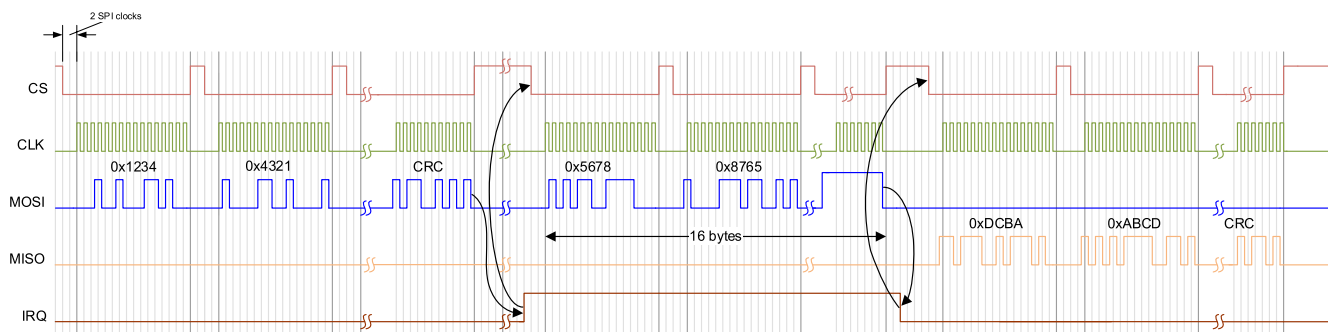 2 SPI clocks
CS
CLK
0x1234 0x4321 CRC 0x5678 0x8765
MOSI
0xDCBA 0xABCD CRC
16 bytes
MISO
IRQ